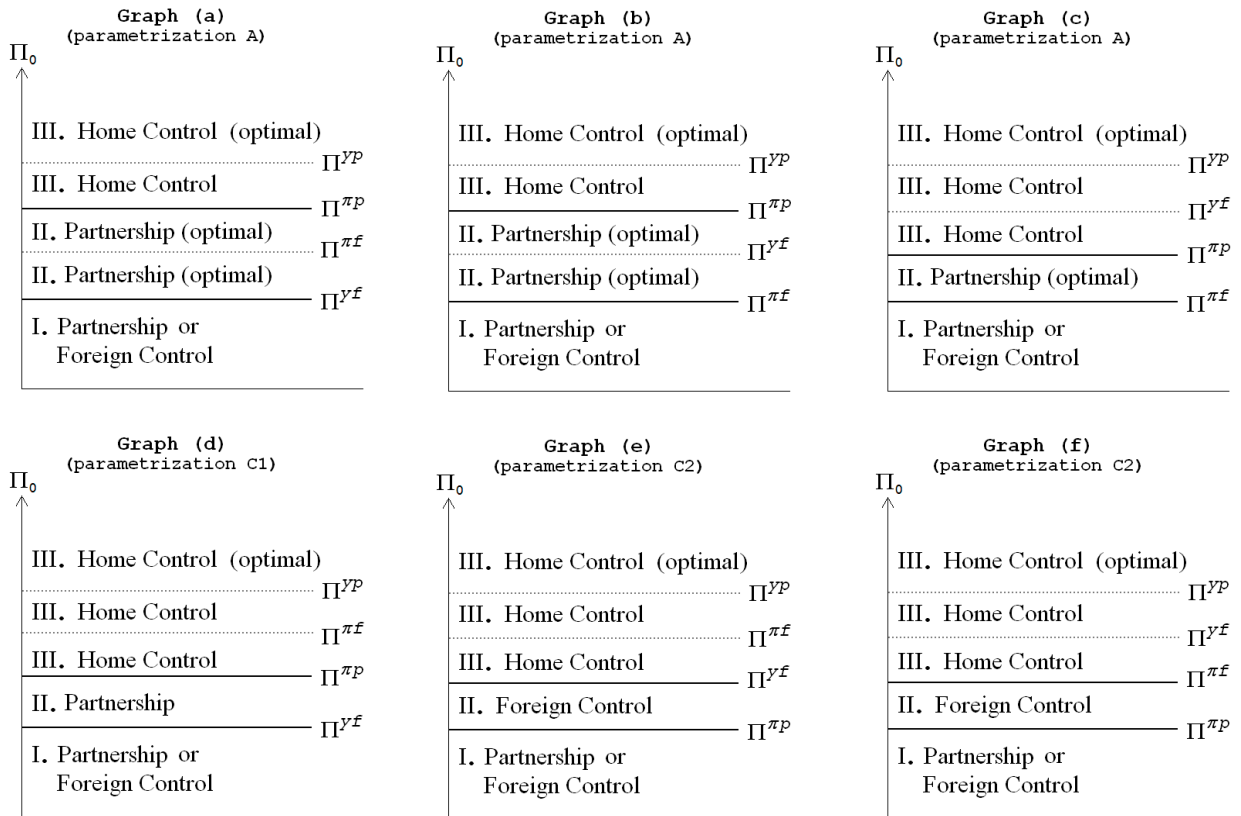 Graph (a)
(parametrization A)
Π₀
III. Home Control (optimal)
Πʸᵖ
III. Home Control
Π^πp
II. Partnership (optimal)
Π^πf
II. Partnership (optimal)
Π^yf
I. Partnership or
Foreign Control
Graph (b)
(parametrization A)
Π₀
III. Home Control (optimal)
Π^yp
III. Home Control
Π^πp
II. Partnership (optimal)
Π^yf
II. Partnership (optimal)
Π^πf
I. Partnership or
Foreign Control
Graph (c)
(parametrization A)
Π₀
III. Home Control (optimal)
Π^yp
III. Home Control
Π^yf
III. Home Control
Π^πp
II. Partnership (optimal)
Π^πf
I. Partnership or
Foreign Control
Graph (d)
(parametrization C1)
Π₀
III. Home Control (optimal)
Π^yp
III. Home Control
Π^πf
III. Home Control
Π^πp
II. Partnership
Π^yf
I. Partnership or
Foreign Control
Graph (e)
(parametrization C2)
Π₀
III. Home Control (optimal)
Π^yp
III. Home Control
Π^πf
III. Home Control
Π^yf
II. Foreign Control
Π^πp
I. Partnership or
Foreign Control
Graph (f)
(parametrization C2)
Π₀
III. Home Control (optimal)
Π^yp
III. Home Control
Π^yf
III. Home Control
Π^πf
II. Foreign Control
Π^πp
I. Partnership or
Foreign Control